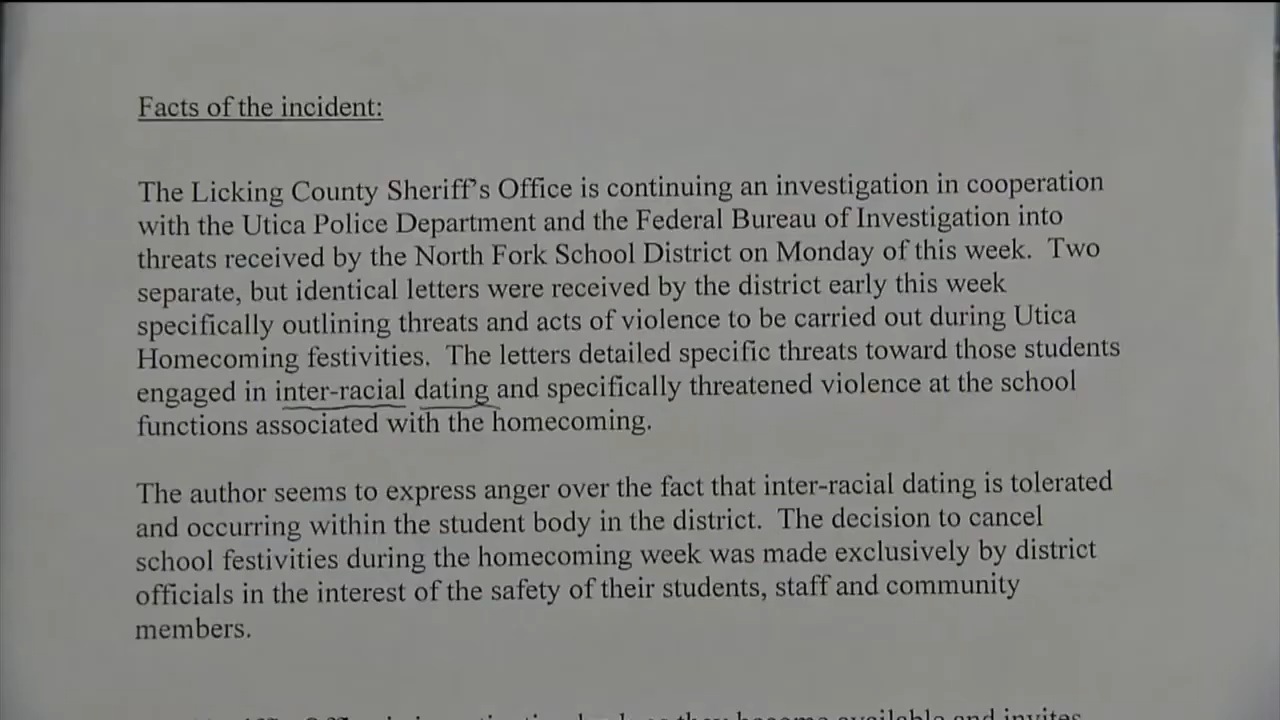 Facts of the incident:
The Licking County Sheriff's Office is continuing an investigation in cooperation
with the Utica Police Department and the Federal Bureau of Investigation into
threats received by the North Fork School District on Monday of this week. Two
separate, but identical letters were received by the district early this week
specifically outlining threats and acts of violence to be carried out during Utica
Homecoming festivities. The letters detailed specific threats toward those students
engaged in inter-racial dating and specifically threatened violence at the school
functions associated with the homecoming.
The author seems to express anger over the fact that inter-racial dating is tolerated
and occurring within the student body in the district. The decision to cancel
school festivities during the homecoming week was made exclusively by district
officials in the interest of the safety of their students, staff and community
members.
available and invites